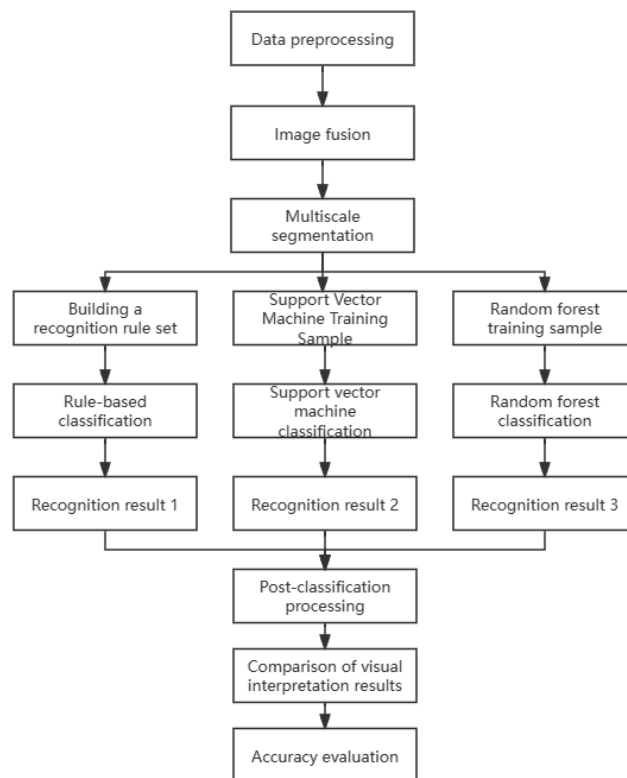 Data preprocessing
Image fusion
Multiscale
segmentation
Building a
recognition rule set
Support Vector
Machine Training
Sample
Random forest
training sample
Rule-based
classification
Support vector
machine
classification
Random forest
classification
Recognition result 1
Recognition result 2
Recognition result 3
Post-classification
processing
Comparison of visual
interpretation results
Accuracy evaluation